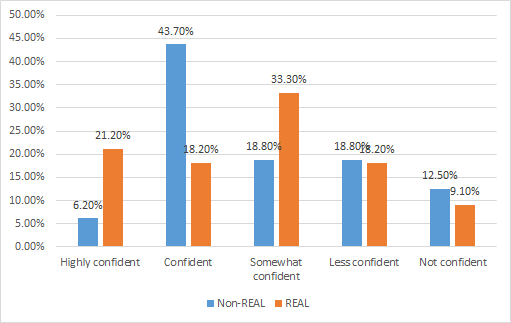 50.00%
45.00%
40.00%
35.00%
30.00%
25.00%
20.00%
15.00%
10.00%
5.00%
0.00%
6.20%
21.20%
43.70%
18.20%
18.80%
33.30%
18.80%
18.20%
12.50%
9.10%
Highly confident
Confident
Somewhat
confident
Less confident
Not confident
Non-REAL
REAL